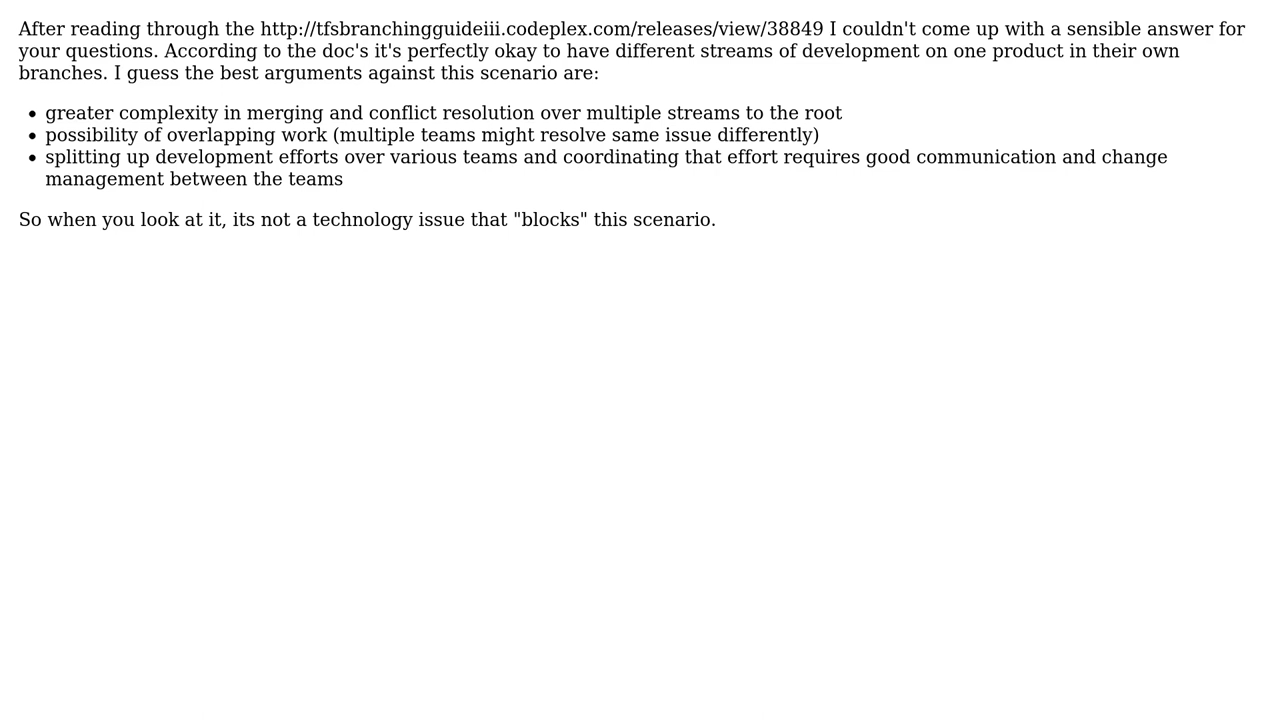 After reading through the http://tfsbranchingguideiii.codeplex.com/releases/view/38849 I couldn't come up with a sensible answer for
your questions. According to the doc's it's perfectly okay to have different streams of development on one product in their own
branches. I guess the best arguments against this scenario are:
• greater complexity in merging and conflict resolution over multiple streams to the root
• possibility of overlapping work (multiple teams might resolve same issue differently)
• splitting up development efforts over various teams and coordinating that effort requires good communication and change
management between the teams
So when you look at it, its not a technology issue that "blocks" this scenario.